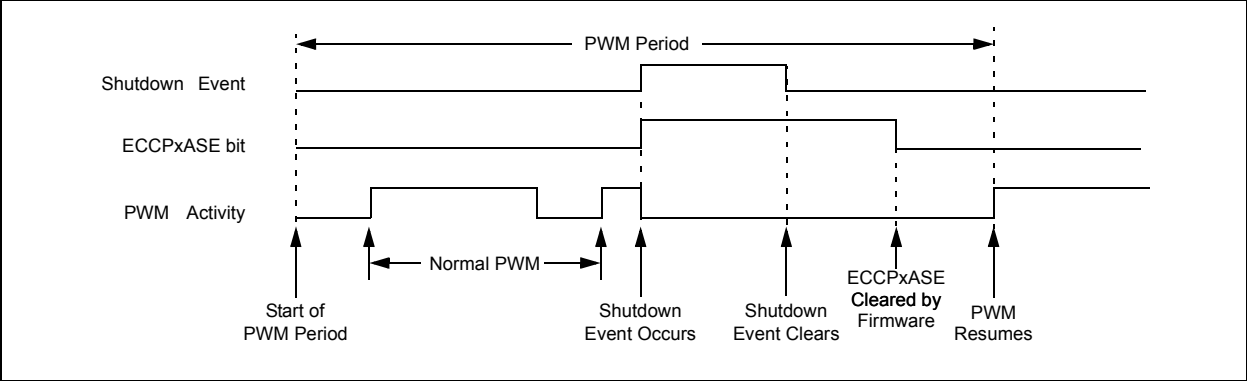 PWM Period
Shutdown Event
ECCPxASE bit
PWM Activity
Normal PWM
Start of
PWM Period
Shutdown
Event Occurs
Shutdown
Event Clears
ECCPxASE
Cleared by
Firmware
PWM
Resumes